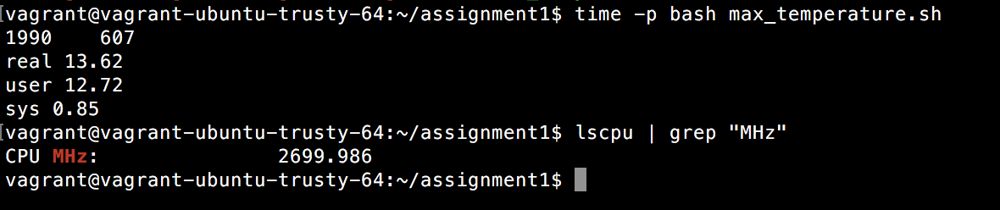 [vagrant@vagrant-ubuntu-trusty-64:~/assignment1$ time -p bash max_temperature.sh
1990    607
real 13.62
user 12.72
sys 0.85
[vagrant@vagrant-ubuntu-trusty-64:~/assignment1$ lscpu | grep "MHz"
CPU MHz:               2699.986
vagrant@vagrant-ubuntu-trusty-64:~/assignment1$